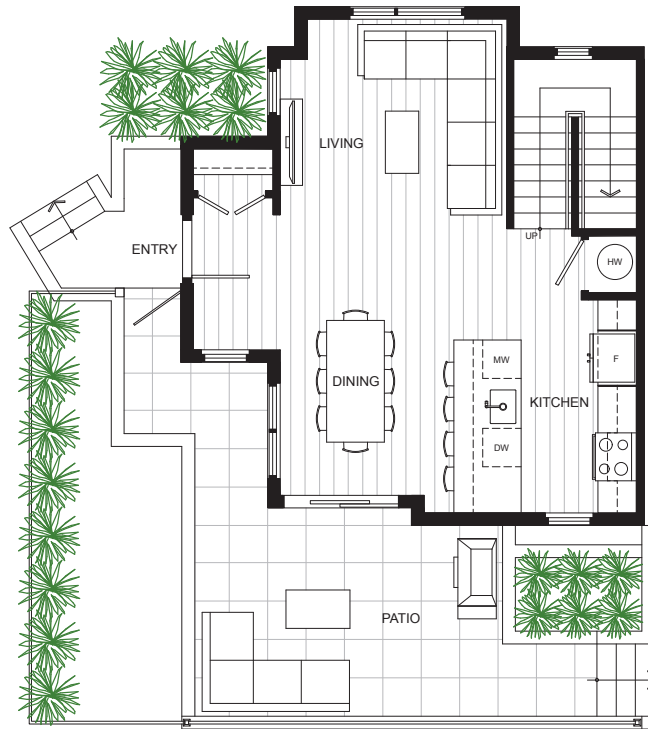 LIVING
ENTRY
UP
HW
MW
F
DINING
KITCHEN
DW
PATIO